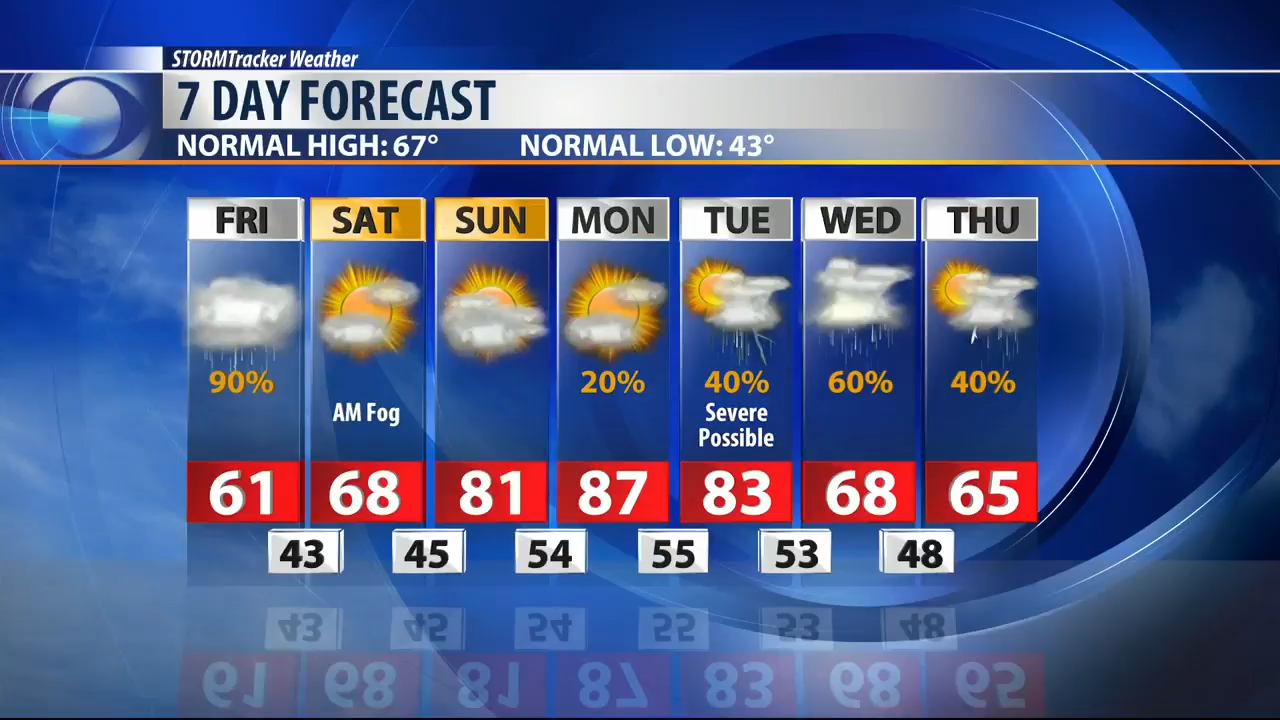 STORMTracker Weather
7 DAY FORECAST
NORMAL HIGH: 67° NORMAL LOW: 43°
FRI SAT SUN MON TUE WED THU
90% 20% 40% 60% 40%
AM Fog Severe
Possible
61 68 81 87 83 68 65
43 45 54 55 53 48